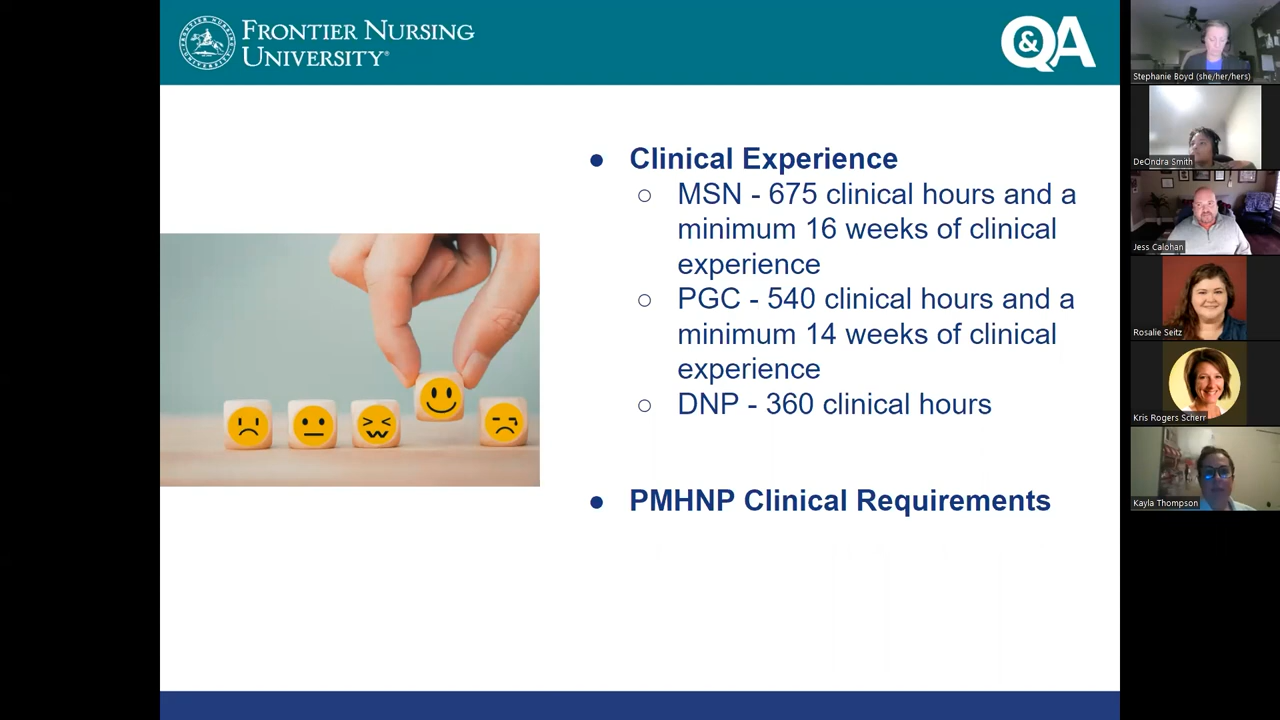 FRONTIER NURSING
UNIVERSITY®
Q&A
● Clinical Experience
○ MSN - 675 clinical hours and a
minimum 16 weeks of clinical
experience
○ PGC - 540 clinical hours and a
minimum 14 weeks of clinical
experience
○ DNP - 360 clinical hours
● PMHNP Clinical Requirements
Stephanie Boyd (she/her/hers)
DeOndra Smith
Jess Calohan
Rosalie Seitz
Kris Rogers Scherr
Kayla Thompson